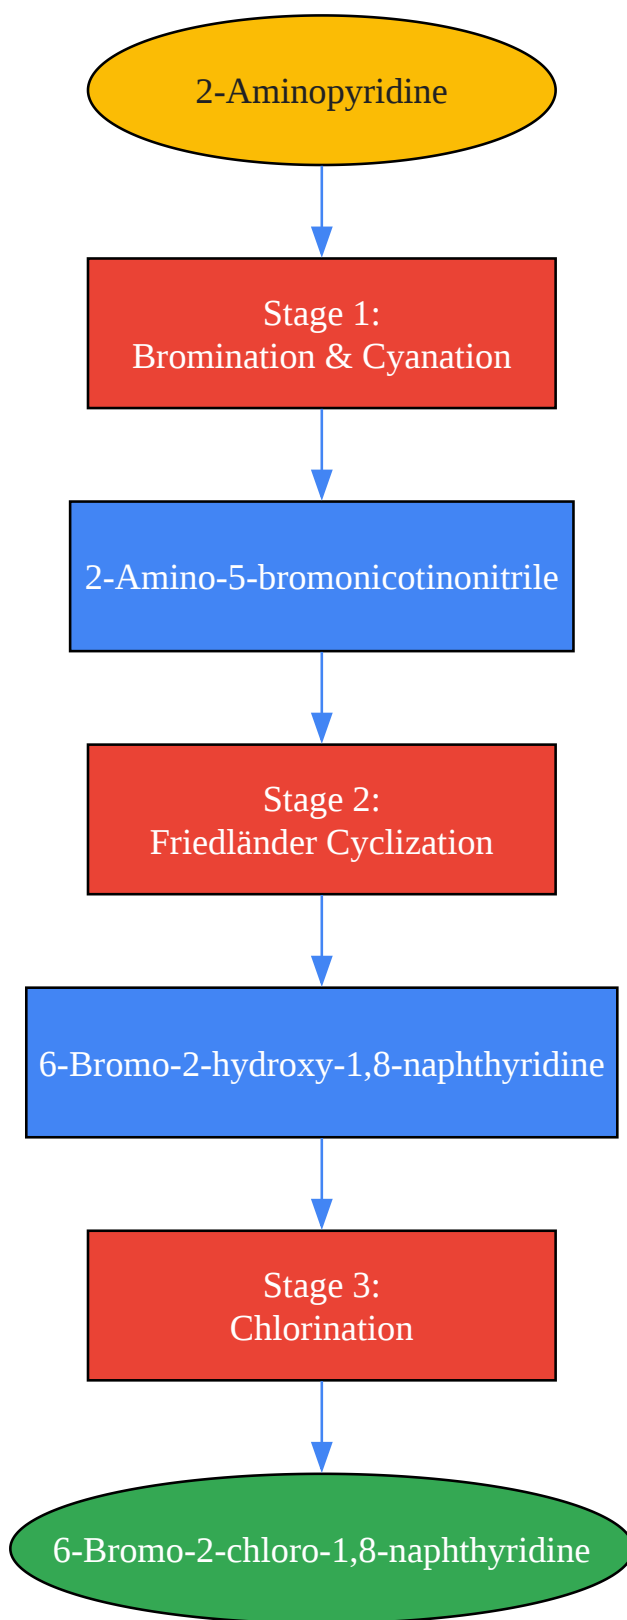 2-Aminopyridine
Stage 1:
Bromination & Cyanation
2-Amino-5-bromonicotinonitrile
Stage 2:
Friedländer Cyclization
6-Bromo-2-hydroxy-1,8-naphthyridine
Stage 3:
Chlorination
6-Bromo-2-chloro-1,8-naphthyridine